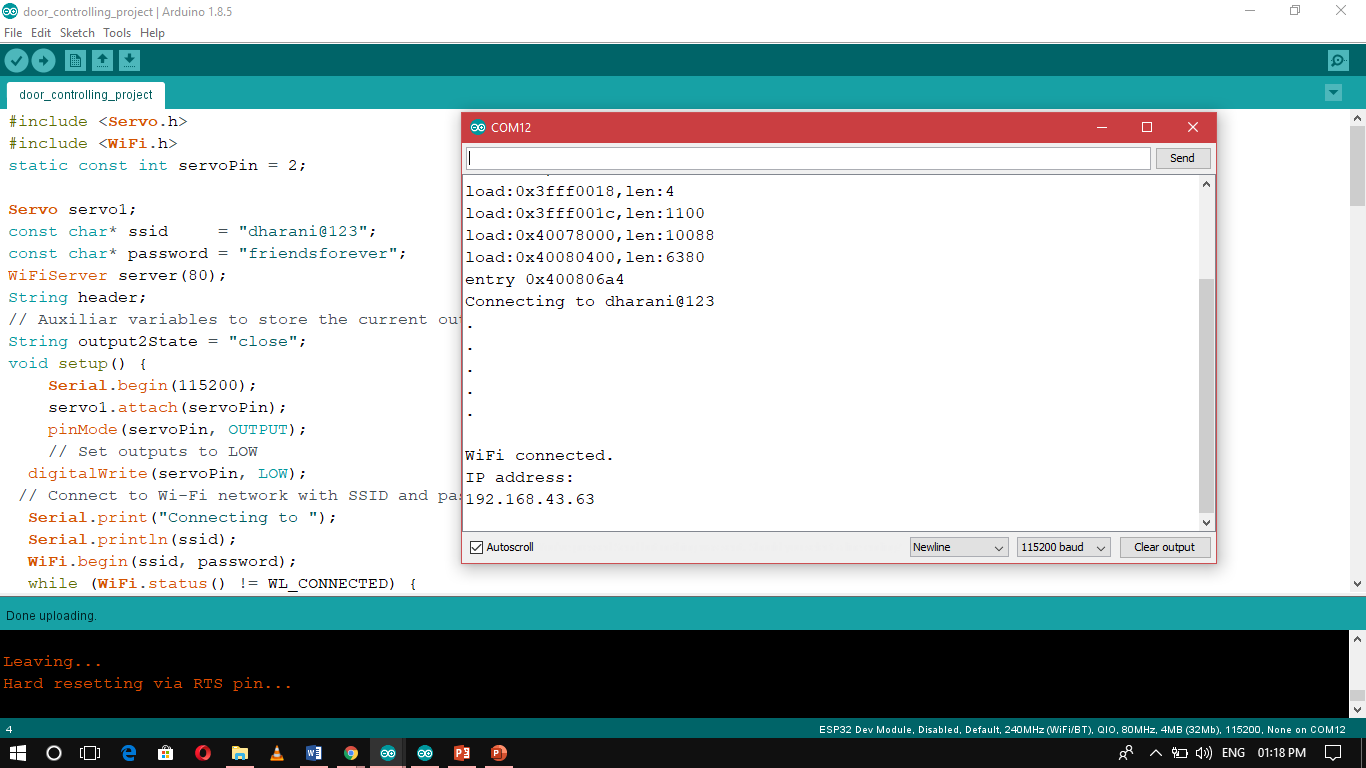 door_controlling_project | Arduino 1.8.5
File Edit Sketch Tools Help
door_controlling_project
#include <Servo.h>
#include <WiFi.h>
static const int servoPin = 2;
Servo servo1;
const char* ssid     = "dharani@123";
const char* password = "friendsforever";
WiFiServer server(80);
String header;
// Auxiliar variables to store the current
String output2State = "close";
void setup() {
    Serial.begin(115200);
    servo1.attach(servoPin);
    pinMode(servoPin, OUTPUT);
    // Set outputs to LOW
  digitalWrite(servoPin, LOW);
 // Connect to Wi-Fi network with SSID and
  Serial.print("Connecting to ");
  Serial.println(ssid);
  WiFi.begin(ssid, password);
  while (WiFi.status() != WL_CONNECTED) {
COM12
Send
load:0x3fff0018,len:4
load:0x3fff001c,len:1100
load:0x40078000,len:10088
load:0x40080400,len:6380
entry 0x400806a4
Connecting to dharani@123
.
.
.
.
.
WiFi connected.
IP address:
192.168.43.63
Autoscroll Newline 115200 baud Clear output
Done uploading.
Leaving...
Hard resetting via RTS pin...
4 ESP32 Dev Module, Disabled, Default, 240MHz (WiFi/BT), QIO, 80MHz, 4MB (32Mb), 115200, None on COM12
ENG 01:18 PM